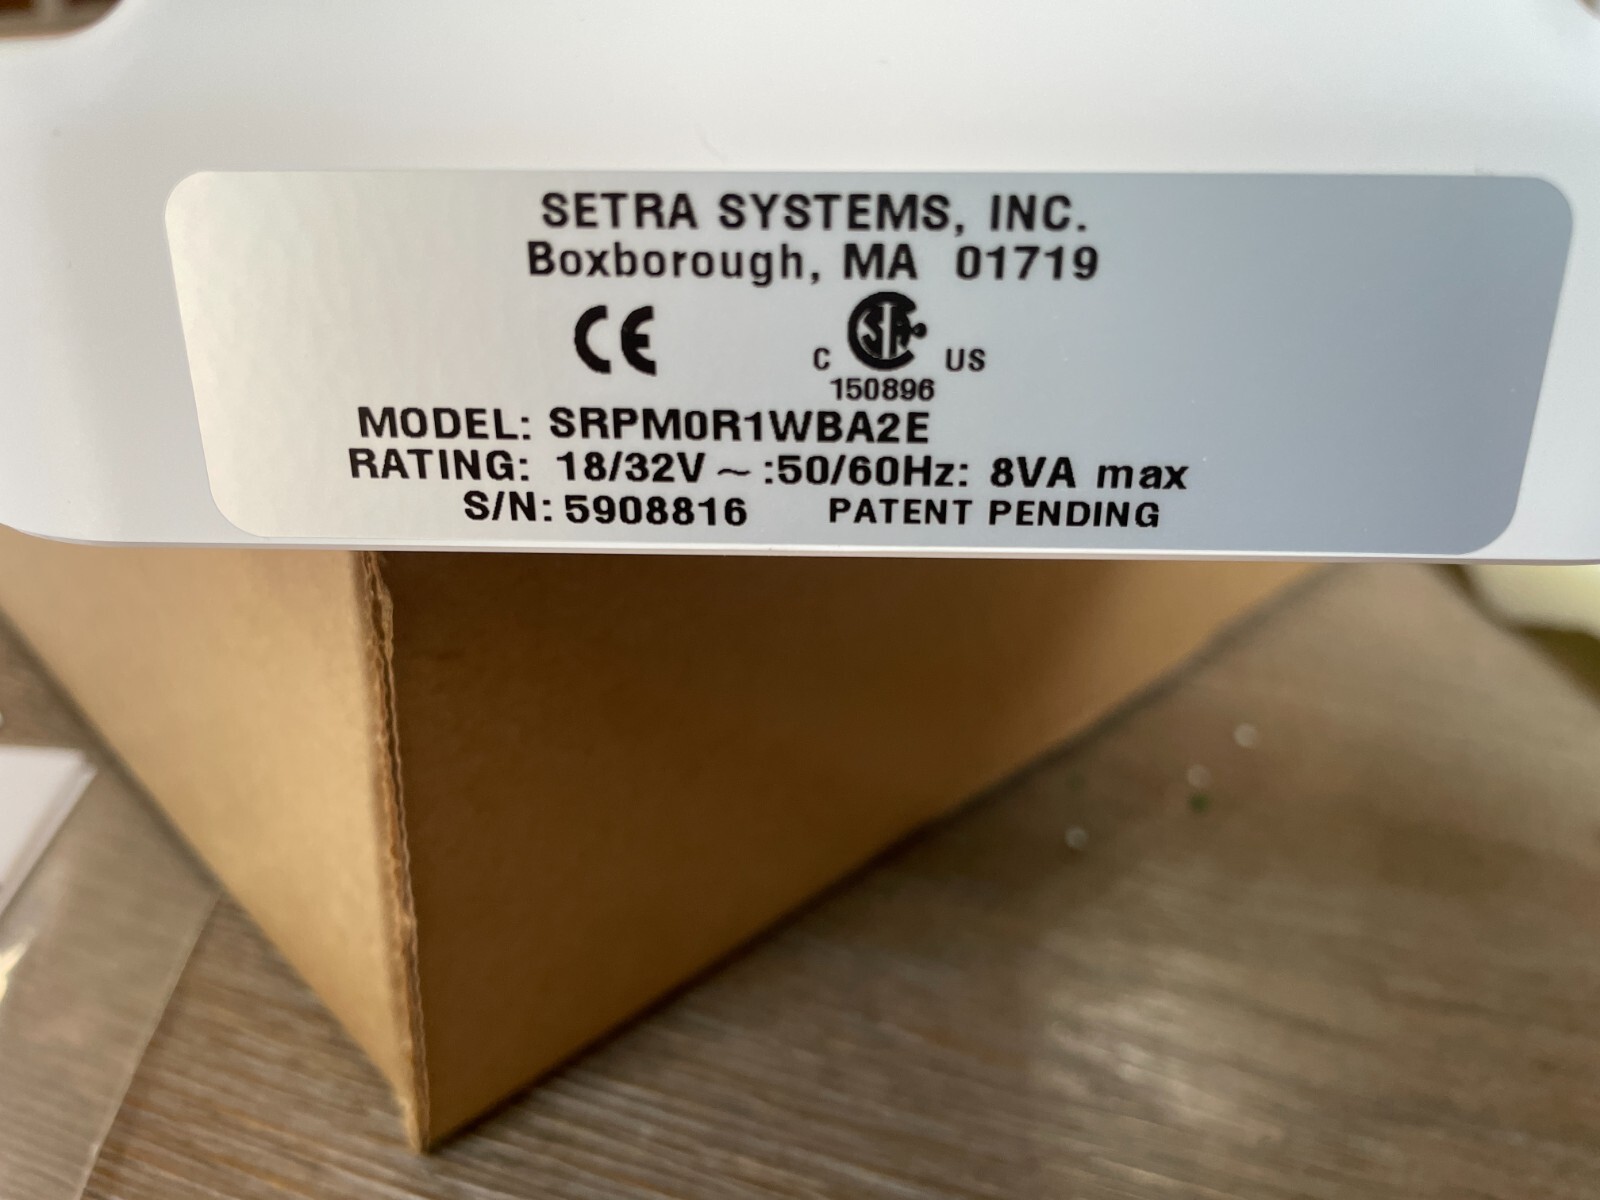 SETRA SYSTEMS, INC.
Boxborough, MA 01719
CE C SA US
150896
MODEL: SRPM0R1WBA2E
RATING: 18/32V ~ :50/60Hz: 8VA max
S/N: 5908816 PATENT PENDING